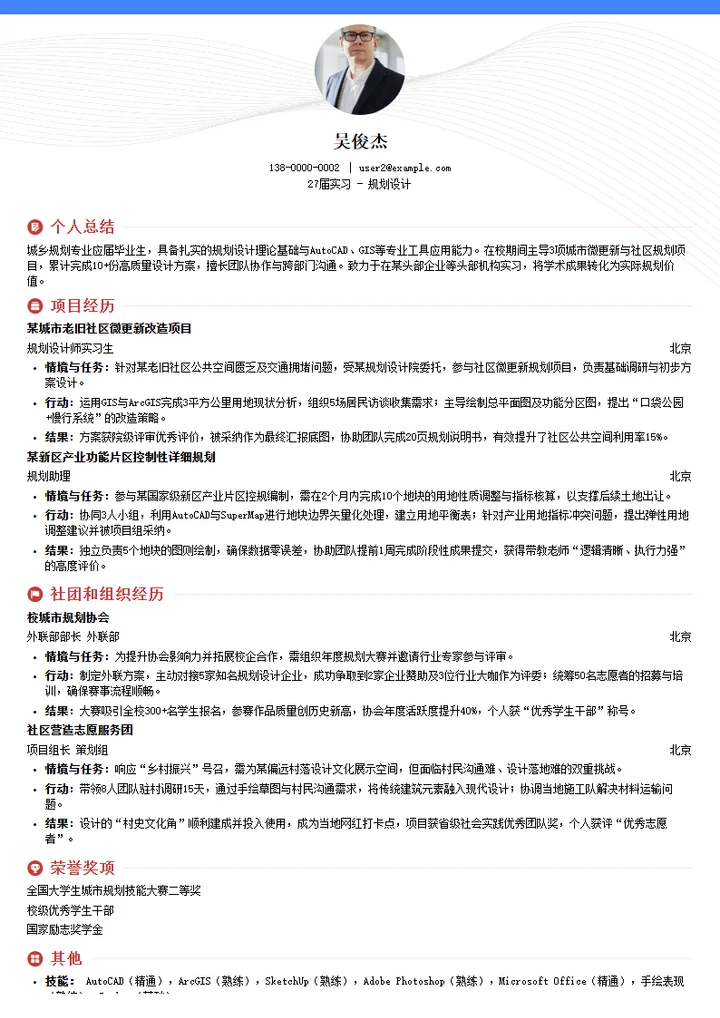 吴俊杰
138-0000-0002 | user2@example.com
27届实习 - 规划设计
个人总结
城乡规划专业应届毕业生，具备扎实的规划设计理论基础与AutoCAD、GIS等专业工具应用能力。在校期间主导3项城市微更新与社区规划项
目，累计完成10+份高质量设计方案，擅长团队协作与跨部门沟通。致力于在某头部企业等头部机构实习，将学术成果转化为实际规划价
值。
项目经历
某城市老旧社区微更新改造项目
规划设计师实习生 北京
• 情境与任务：针对某老旧社区公共空间匮乏及交通拥堵问题，受某规划设计院委托，参与社区微更新规划项目，负责基础调研与初步方
案设计。
• 行动：运用GIS与ArcGIS完成3平方公里用地现状分析，组织5场居民访谈收集需求；主导绘制总平面图及功能分区图，提出“口袋公园
+慢行系统”的改造策略。
• 结果：方案获院级评审优秀评价，被采纳作为最终汇报底图，协助团队完成20页规划说明书，有效提升了社区公共空间利用率15%。
某新区产业功能片区控制性详细规划
规划助理 北京
• 情境与任务：参与某国家级新区产业片区控规编制，需在2个月内完成10个地块的用地性质调整与指标核算，以支撑后续土地出让。
• 行动：协同3人小组，利用AutoCAD与SuperMap进行地块边界矢量化处理，建立用地平衡表；针对产业用地指标冲突问题，提出弹性用地
调整建议并被项目组采纳。
• 结果：独立负责5个地块的图则绘制，确保数据零误差，协助团队提前1周完成阶段性成果提交，获得带教老师“逻辑清晰、执行力强”
的高度评价。
社团和组织经历
校城市规划协会
外联部部长 外联部 北京
• 情境与任务：为提升协会影响力并拓展校企合作，需组织年度规划大赛并邀请行业专家参与评审。
• 行动：制定外联方案，主动对接5家知名规划设计企业，成功争取到2家企业赞助及3位行业大咖作为评委；统筹50名志愿者的招募与培
训，确保赛事流程顺畅。
• 结果：大赛吸引全校300+名学生报名，参赛作品质量创历史新高，协会年度活跃度提升40%，个人获“优秀学生干部”称号。
社区营造志愿服务团
项目组长 策划组 北京
• 情境与任务：响应“乡村振兴”号召，需为某偏远村落设计文化展示空间，但面临村民沟通难、设计落地难的双重挑战。
• 行动：带领8人团队驻村调研15天，通过手绘草图与村民沟通需求，将传统建筑元素融入现代设计；协调当地施工队解决材料运输问
题。
• 结果：设计的“村史文化角”顺利建成并投入使用，成为当地网红打卡点，项目获省级社会实践优秀团队奖，个人获评“优秀志愿
者”。
荣誉奖项
全国大学生城市规划技能大赛二等奖
校级优秀学生干部
国家励志奖学金
其他
• 技能： AutoCAD（精通），ArcGIS（熟练），SketchUp（熟练），Adobe Photoshop（熟练），Microsoft Office（精通），手绘表现